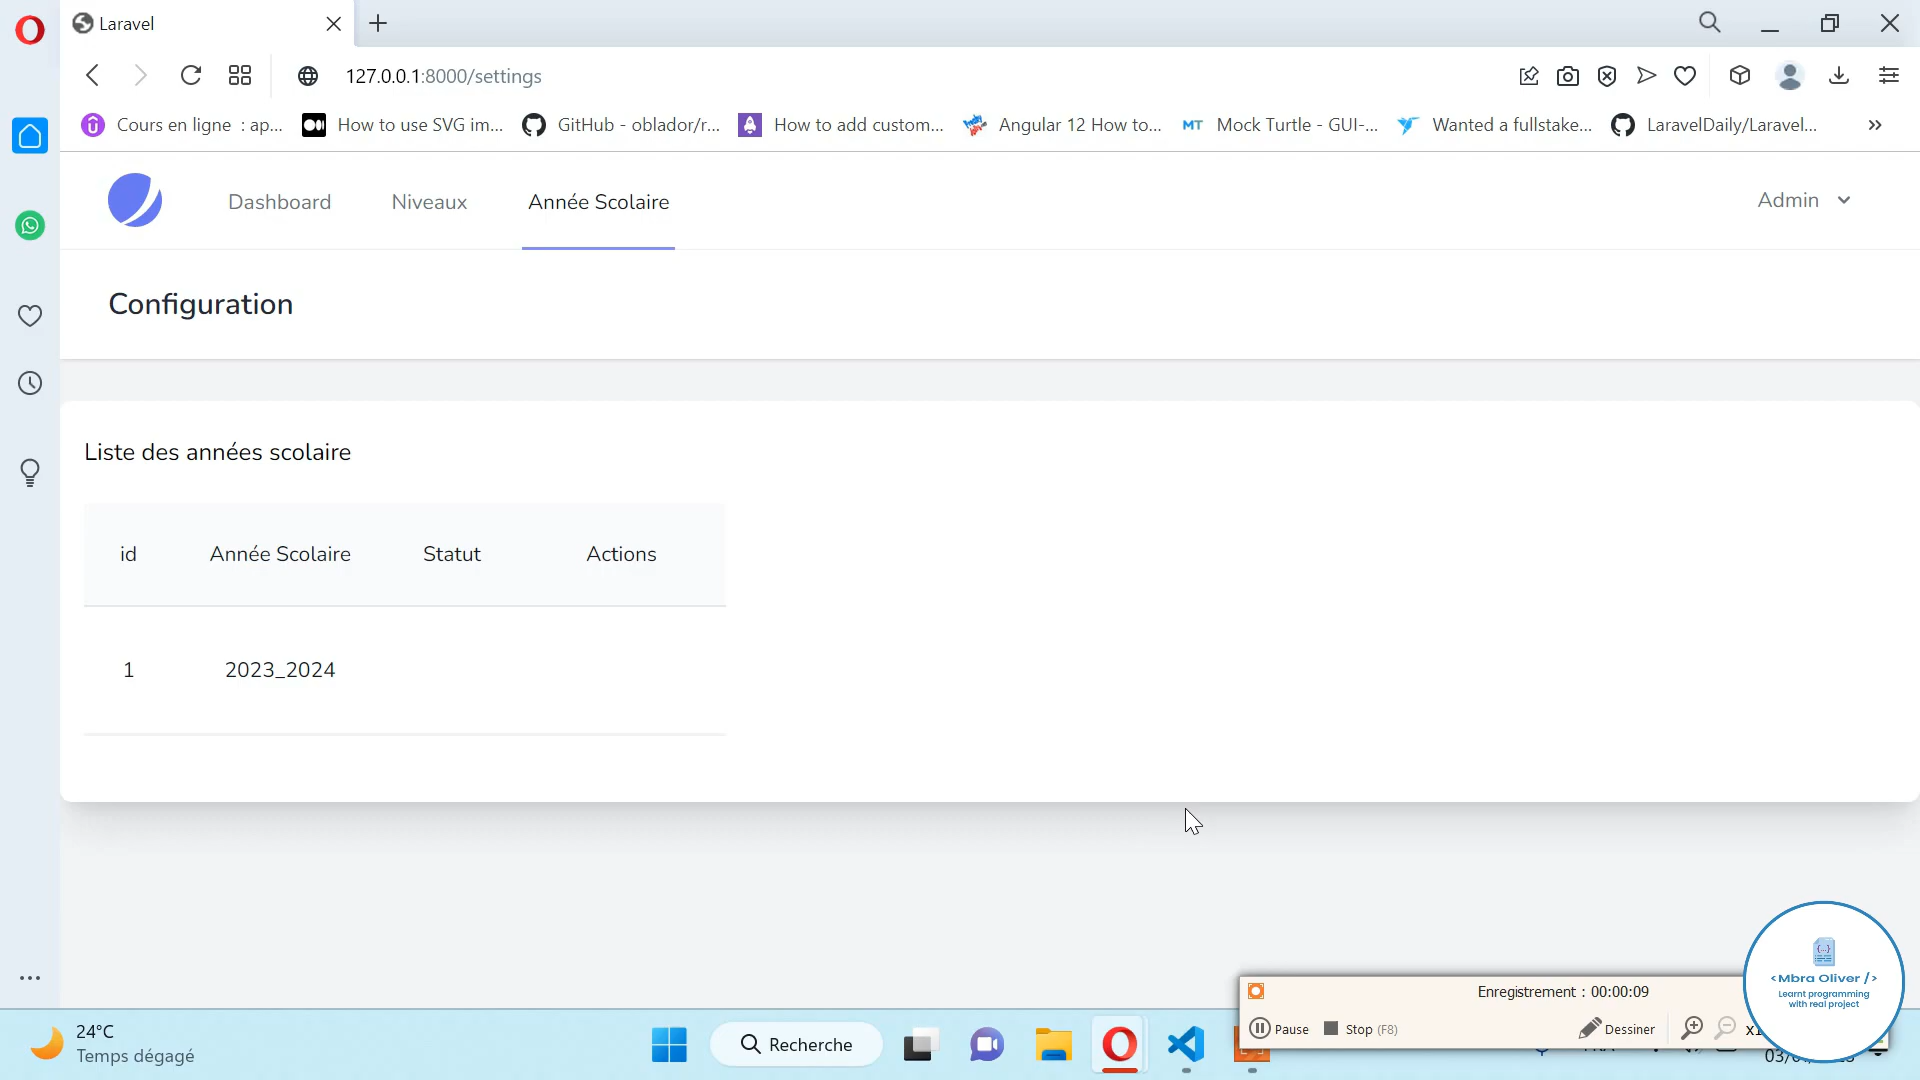 Laravel
127.0.0.1:8000/settings
Cours en ligne : ap...
How to use SVG im...
GitHub - oblador/r...
How to add custom...
Angular 12 How to...
MT Mock Turtle - GUI-...
Wanted a fullstake...
LaravelDaily/Laravel...
Dashboard
Niveaux
Année Scolaire
Admin
Configuration
Liste des années scolaire
id Année Scolaire Statut Actions
1 2023_2024
Enregistrement : 00:00:09
Pause
Stop (F8)
Dessiner
{...}
<Mbra Oliver />
Learnt programming
with real project
24°C
Temps dégagé
Recherche